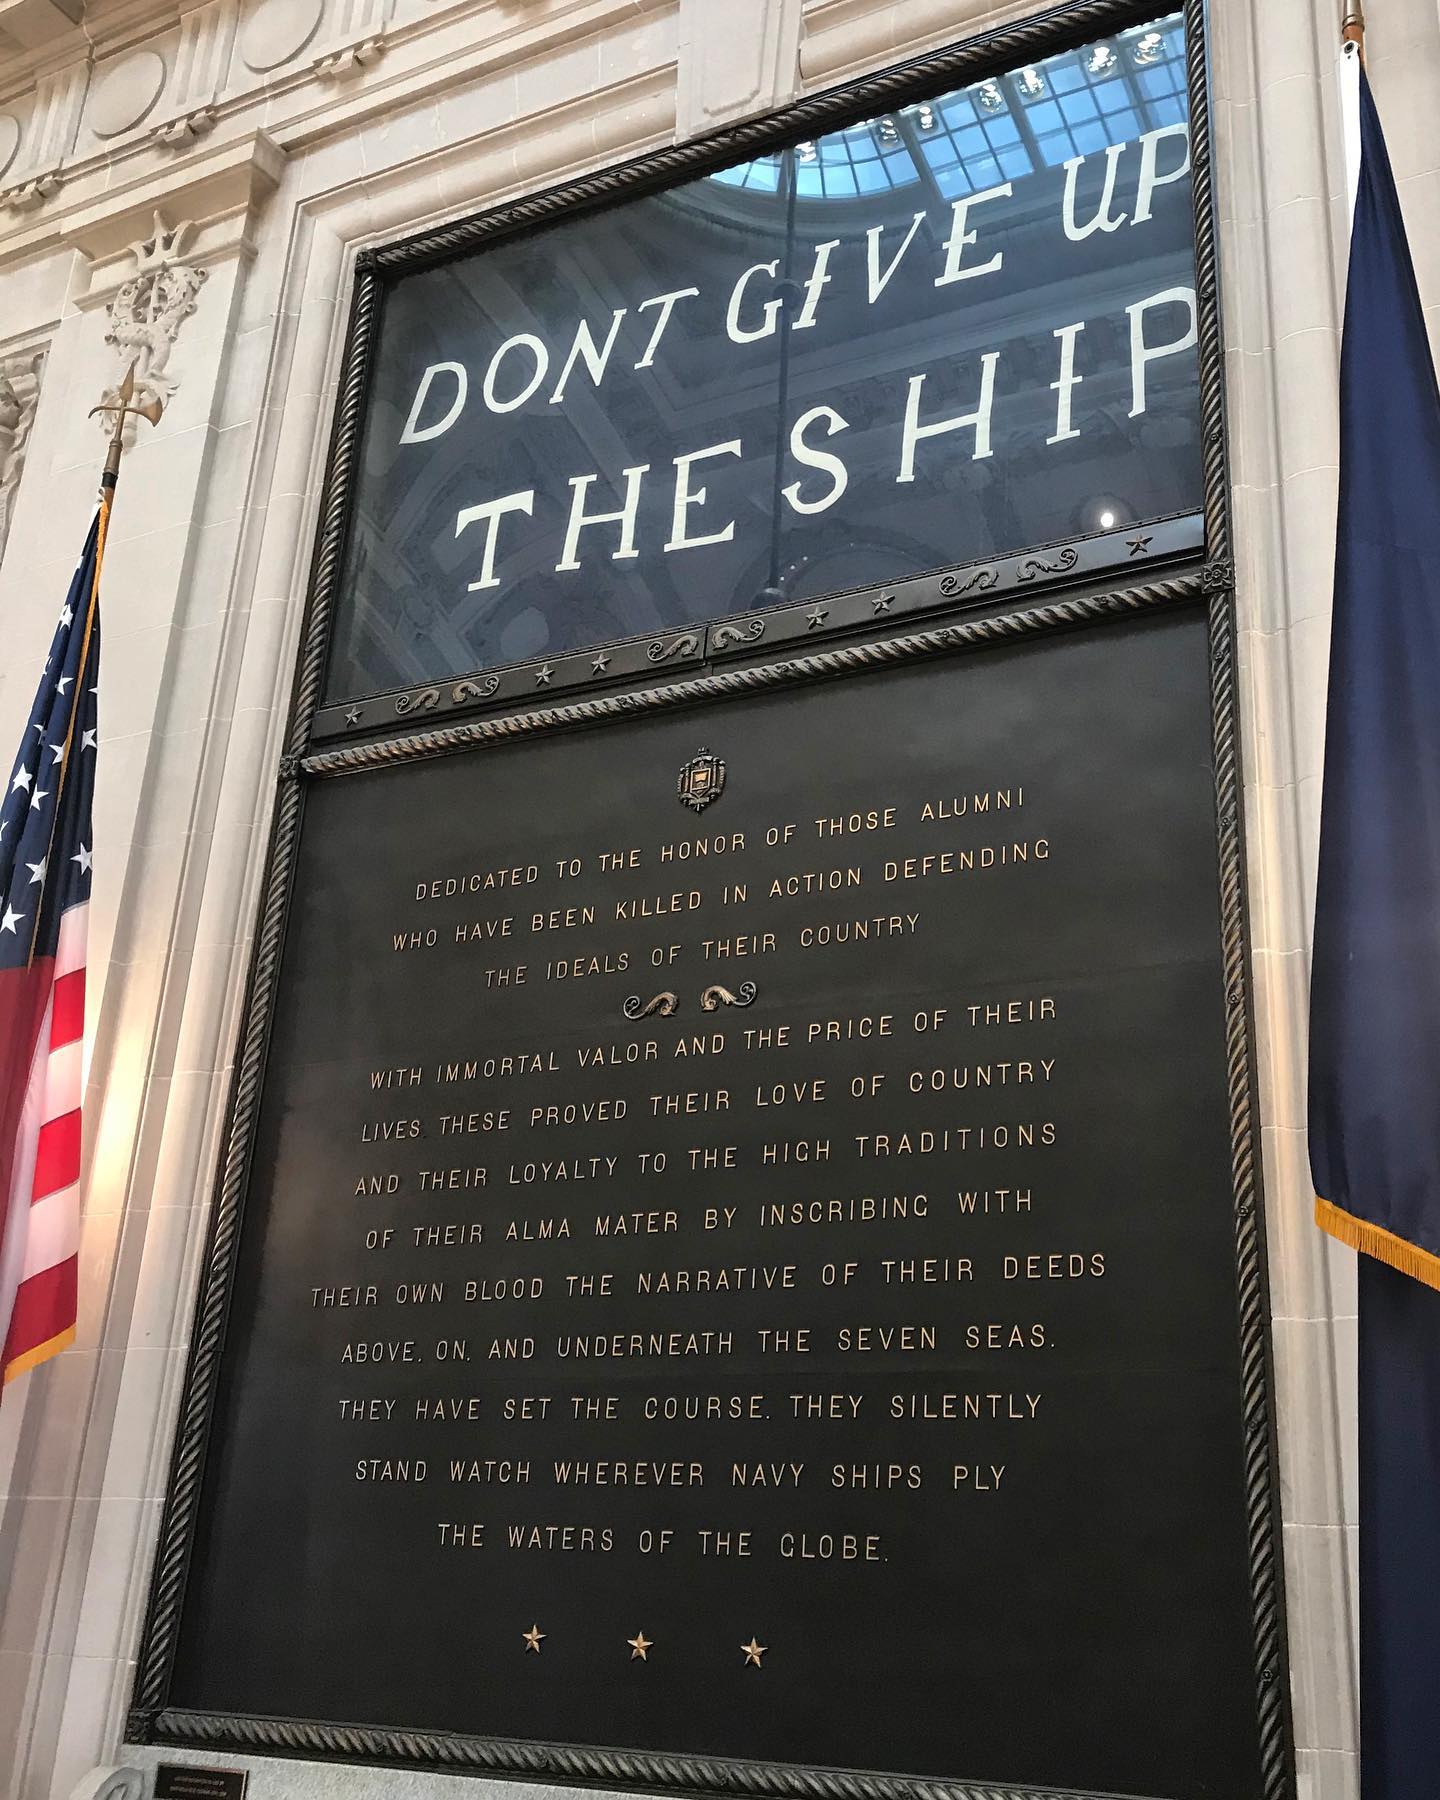 DONT GIVE UP
THE SHIP
DEDICATED TO THE HONOR OF THOSE ALUMNI
WHO HAVE BEEN KILLED IN ACTION DEFENDING
THE IDEALS OF THEIR COUNTRY
WITH IMMORTAL VALOR AND THE PRICE OF THEIR
LIVES THESE PROVED THEIR LOVE OF COUNTRY
AND THEIR LOYALTY TO THE HIGH TRADITIONS
OF THEIR ALMA MATER BY INSCRIBING WITH
THEIR OWN BLOOD THE NARRATIVE OF THEIR DEEDS
ABOVE, ON, AND UNDERNEATH THE SEVEN SEAS.
THEY HAVE SET THE COURSE. THEY SILENTLY
STAND WATCH WHEREVER NAVY SHIPS PLY
THE WATERS OF THE GLOBE.